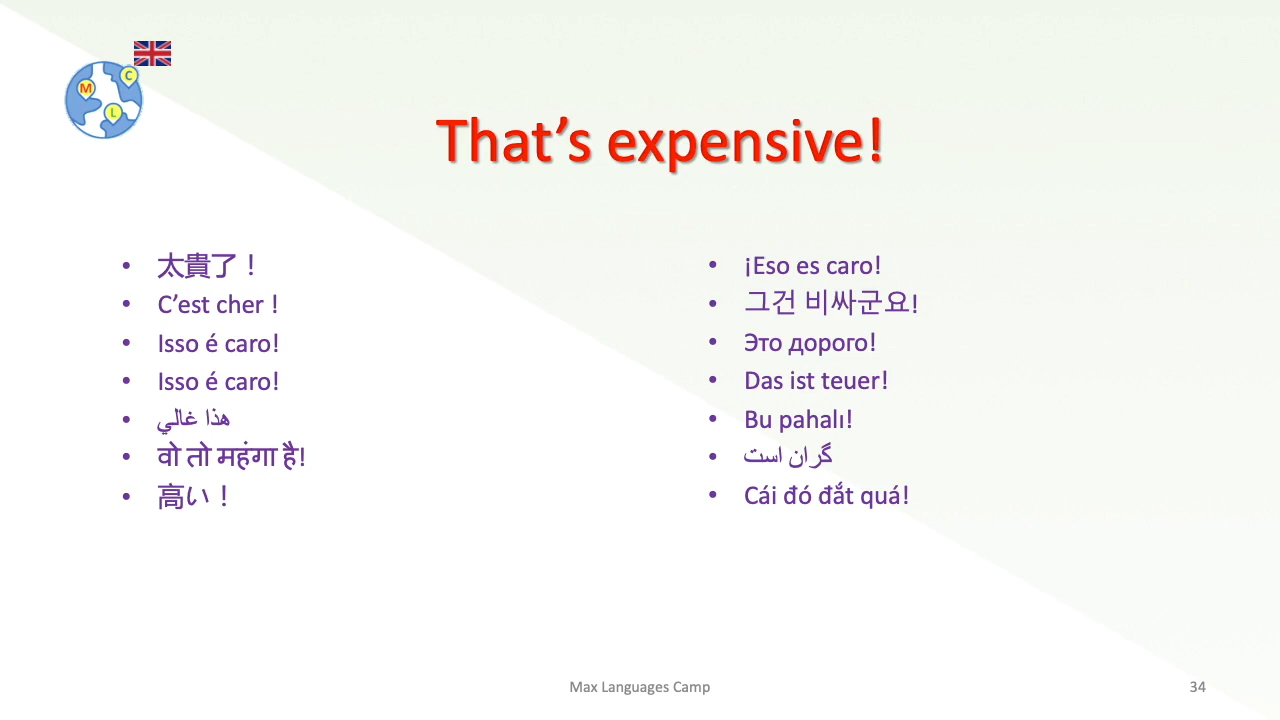 M
C
L
That’s expensive!
• 太貴了！
• C’est cher !
• Isso é caro!
• Isso é caro!
• هذا غالي
• वो तो महंगा है!
• 高い！
• ¡Eso es caro!
• 그건 비싸군요!
• Это дорого!
• Das ist teuer!
• Bu pahalı!
• گران است
• Cái đó đắt quá!
Max Languages Camp
34